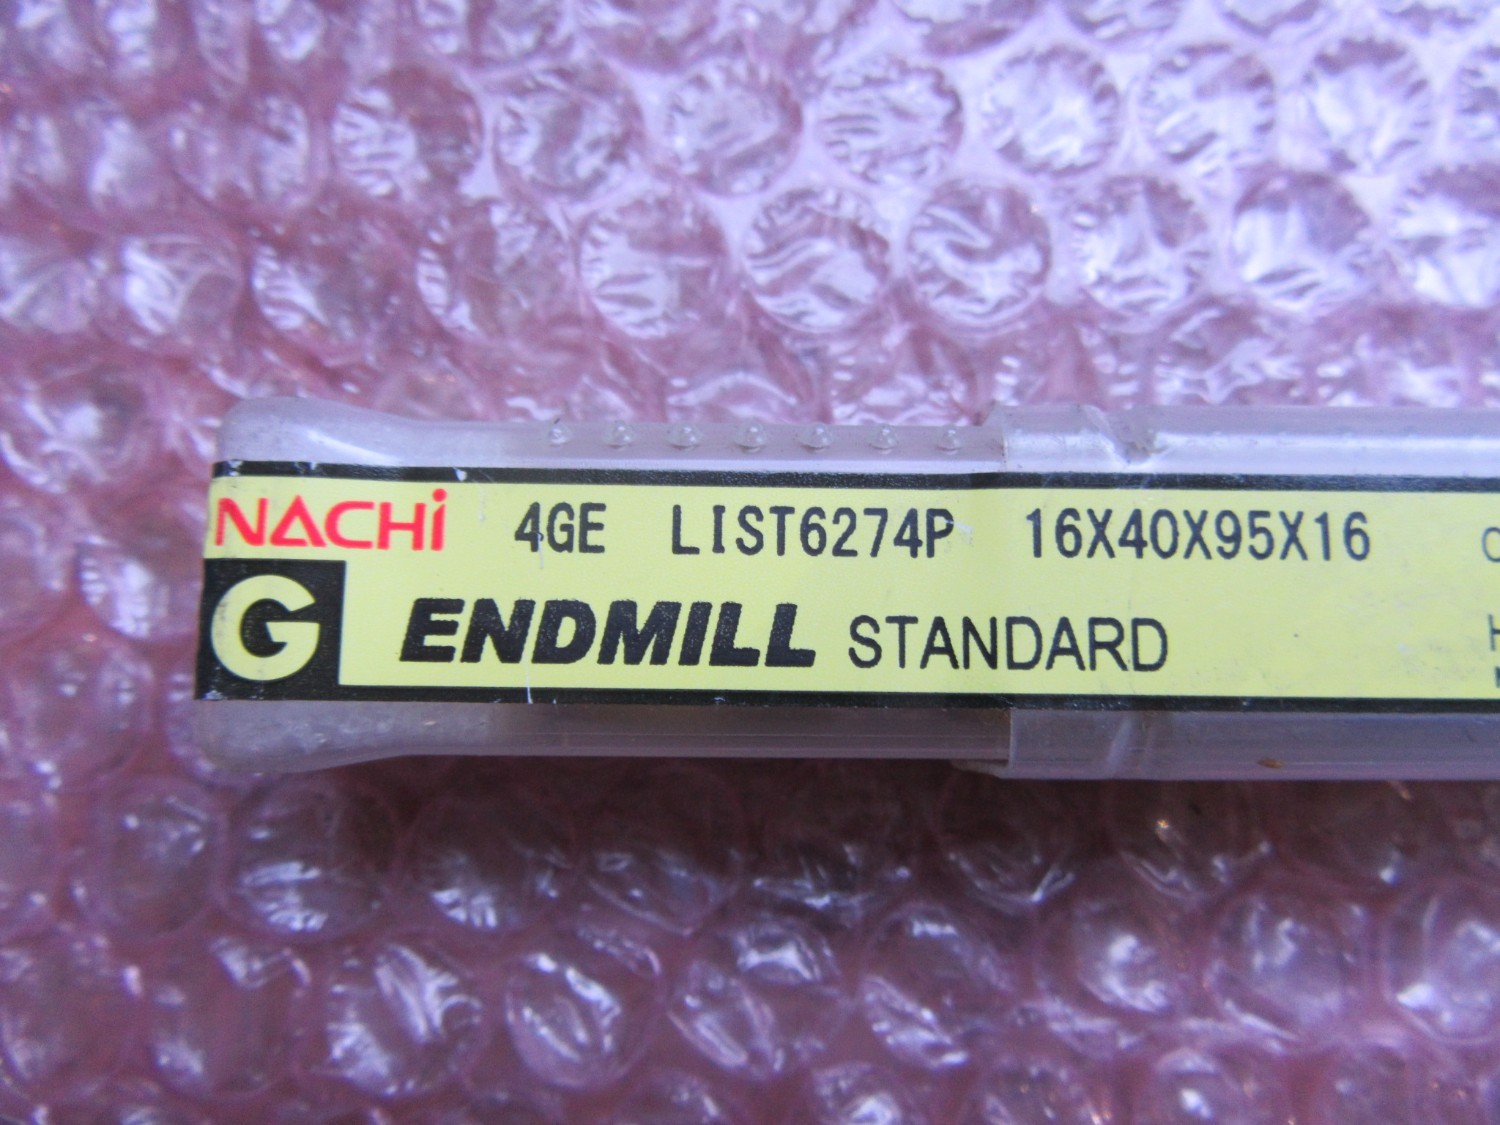 NACHi 4GE LIST6274P 16X40X95X16
G ENDMILL STANDARD